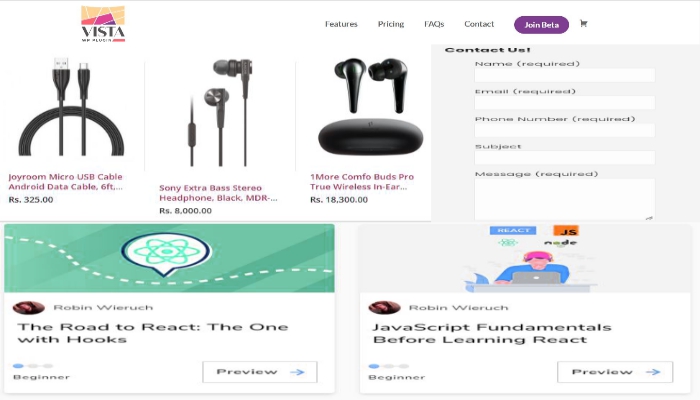 VISTA
WP PLUGIN
Features Pricing FAQs Contact Join Beta
Contact Us!
Name (required)
Email (required)
Phone Number (required)
Subject
Message (required)
Joyroom Micro USB Cable
Android Data Cable, 6ft,...
Rs. 325.00
Sony Extra Bass Stereo
Headphone, Black, MDR-...
Rs. 8,000.00
1More Comfo Buds Pro
True Wireless In-Ear...
Rs. 18,300.00
Robin Wieruch
The Road to React: The One
with Hooks
Beginner
Preview
REACT
JS
node
Robin Wieruch
JavaScript Fundamentals
Before Learning React
Beginner
Preview